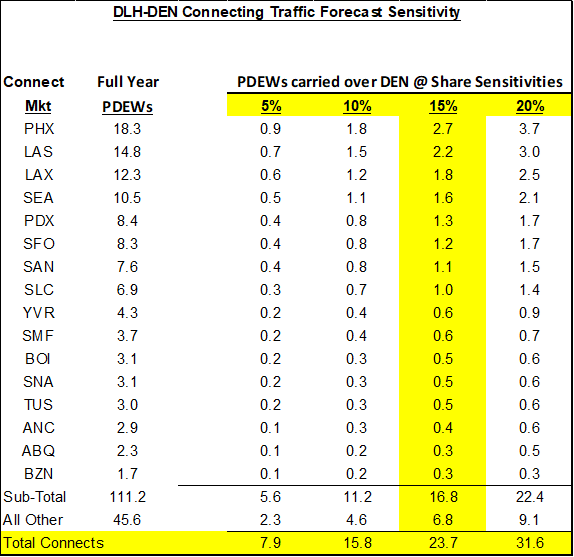 DLH-DEN Connecting Traffic Forecast Sensitivity
Connect Full Year PDEWs carried over DEN @ Share Sensitivities
Mkt PDEWs 5% 10% 15% 20%
PHX 18.3 0.9 1.8 2.7 3.7
LAS 14.8 0.7 1.5 2.2 3.0
LAX 12.3 0.6 1.2 1.8 2.5
SEA 10.5 0.5 1.1 1.6 2.1
PDX 8.4 0.4 0.8 1.3 1.7
SFO 8.3 0.4 0.8 1.2 1.7
SAN 7.6 0.4 0.8 1.1 1.5
SLC 6.9 0.3 0.7 1.0 1.4
YVR 4.3 0.2 0.4 0.6 0.9
SMF 3.7 0.2 0.4 0.6 0.7
BOI 3.1 0.2 0.3 0.5 0.6
SNA 3.1 0.2 0.3 0.5 0.6
TUS 3.0 0.2 0.3 0.5 0.6
ANC 2.9 0.1 0.3 0.4 0.6
ABQ 2.3 0.1 0.2 0.3 0.5
BZN 1.7 0.1 0.2 0.3 0.3
Sub-Total 111.2 5.6 11.2 16.8 22.4
All Other 45.6 2.3 4.6 6.8 9.1
Total Connects 7.9 15.8 23.7 31.6